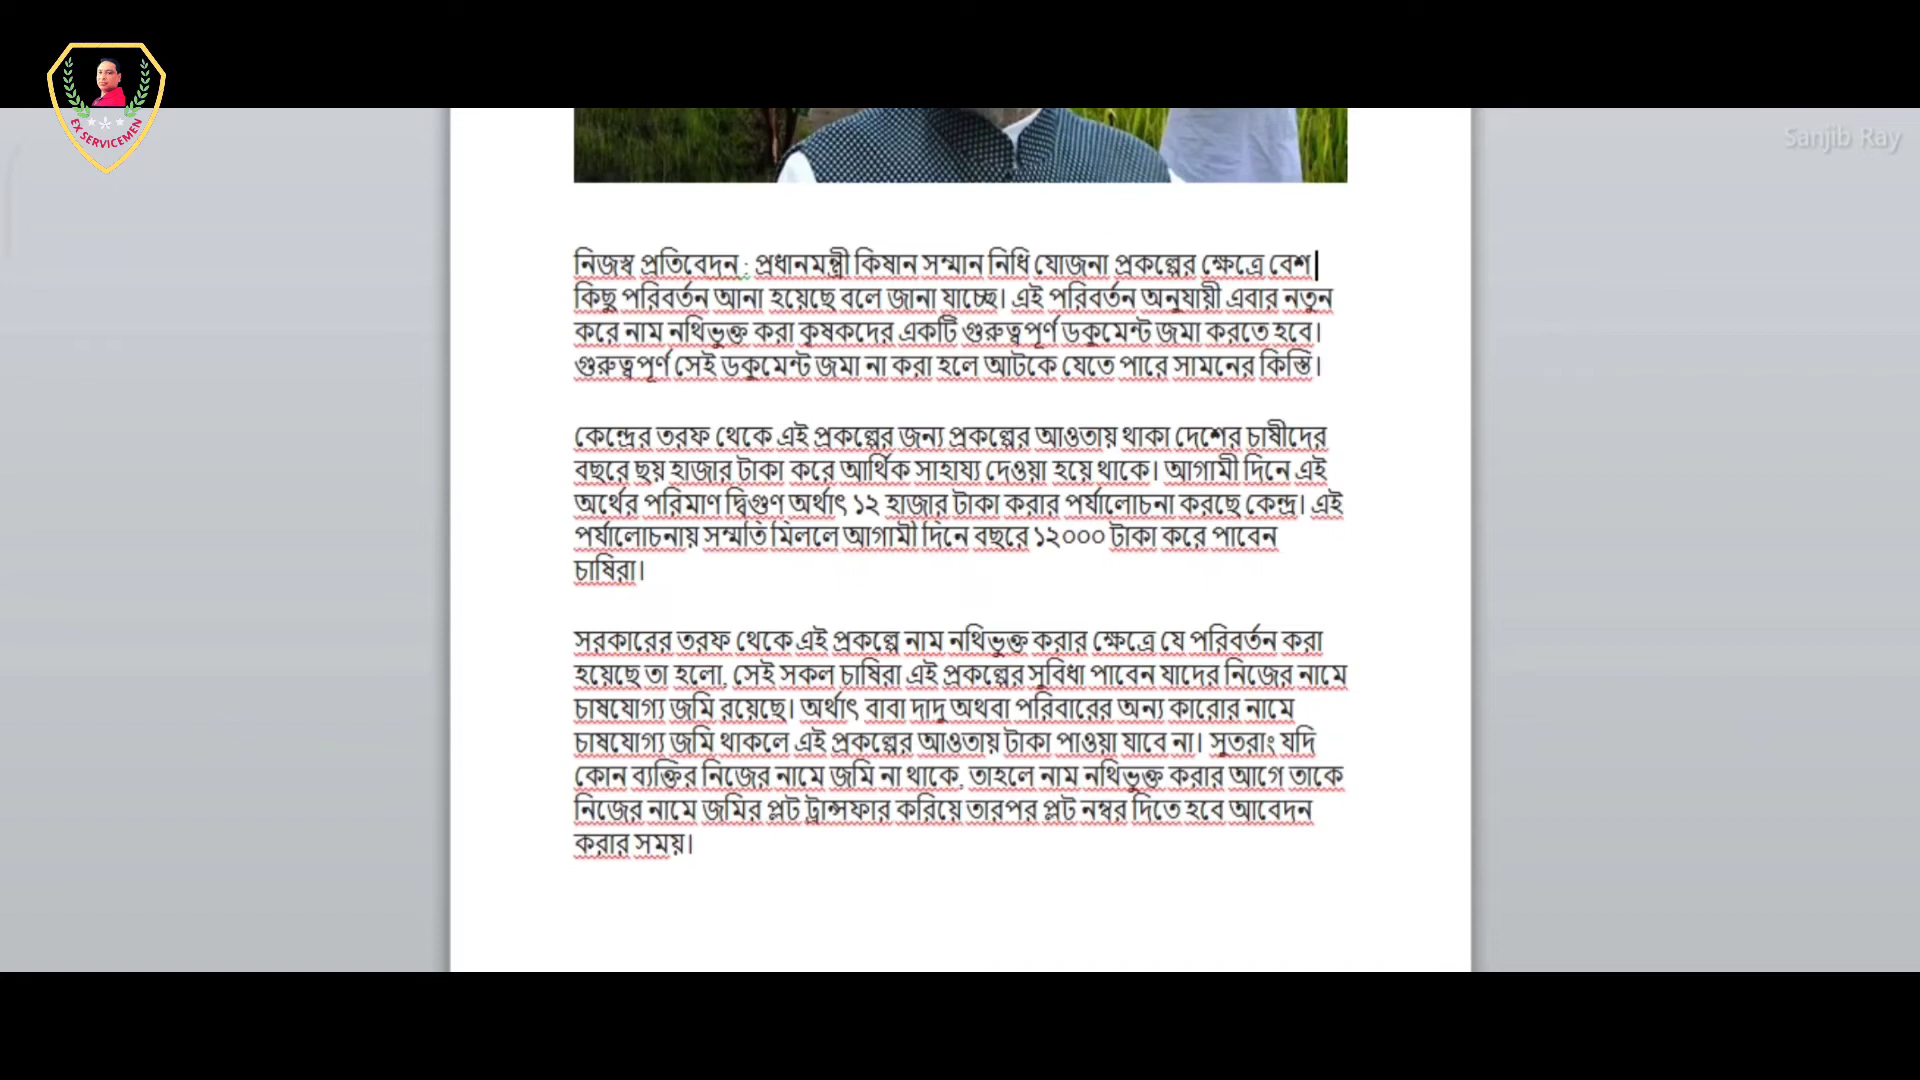 EX SERVICEMEN
Sanjib Ray
নিজস্ব প্রতিবেদন : প্রধানমন্ত্রী কিষান সম্মান নিধি যোজনা প্রকল্পের ক্ষেত্রে বেশ
কিছু পরিবর্তন আনা হয়েছে বলে জানা যাচ্ছে। এই পরিবর্তন অনুযায়ী এবার নতুন
করে নাম নথিভুক্ত করা কৃষকদের একটি গুরুত্বপূর্ণ ডকুমেন্ট জমা করতে হবে।
গুরুত্বপূর্ণ সেই ডকুমেন্ট জমা না করা হলে আটকে যেতে পারে সামনের কিস্তি।
কেন্দ্রের তরফ থেকে এই প্রকল্পের জন্য প্রকল্পের আওতায় থাকা দেশের চাষীদের
বছরে ছয় হাজার টাকা করে আর্থিক সাহায্য দেওয়া হয়ে থাকে। আগামী দিনে এই
অর্থের পরিমাণ দ্বিগুণ অর্থাৎ ১২ হাজার টাকা করার পর্যালোচনা করছে কেন্দ্র। এই
পর্যালোচনায় সম্মতি মিললে আগামী দিনে বছরে ১২০০০ টাকা করে পাবেন
চাষিরা।
সরকারের তরফ থেকে এই প্রকল্পে নাম নথিভুক্ত করার ক্ষেত্রে যে পরিবর্তন করা
হয়েছে তা হলো, সেই সকল চাষিরা এই প্রকল্পের সুবিধা পাবেন যাদের নিজের নামে
চাষযোগ্য জমি রয়েছে। অর্থাৎ বাবা দাদু অথবা পরিবারের অন্য কারোর নামে
চাষযোগ্য জমি থাকলে এই প্রকল্পের আওতায় টাকা পাওয়া যাবে না। সুতরাং যদি
কোন ব্যক্তির নিজের নামে জমি না থাকে, তাহলে নাম নথিভুক্ত করার আগে তাকে
নিজের নামে জমির প্লট ট্রান্সফার করিয়ে তারপর প্লট নম্বর দিতে হবে আবেদন
করার সময়।